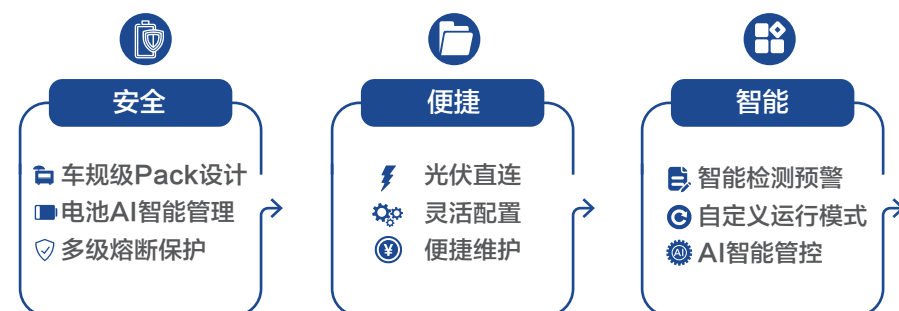 安全
车规级Pack设计
电池AI智能管理
多级熔断保护
便捷
光伏直连
灵活配置
¥ 便捷维护
智能
智能检测预警
自定义运行模式
AI AI智能管控